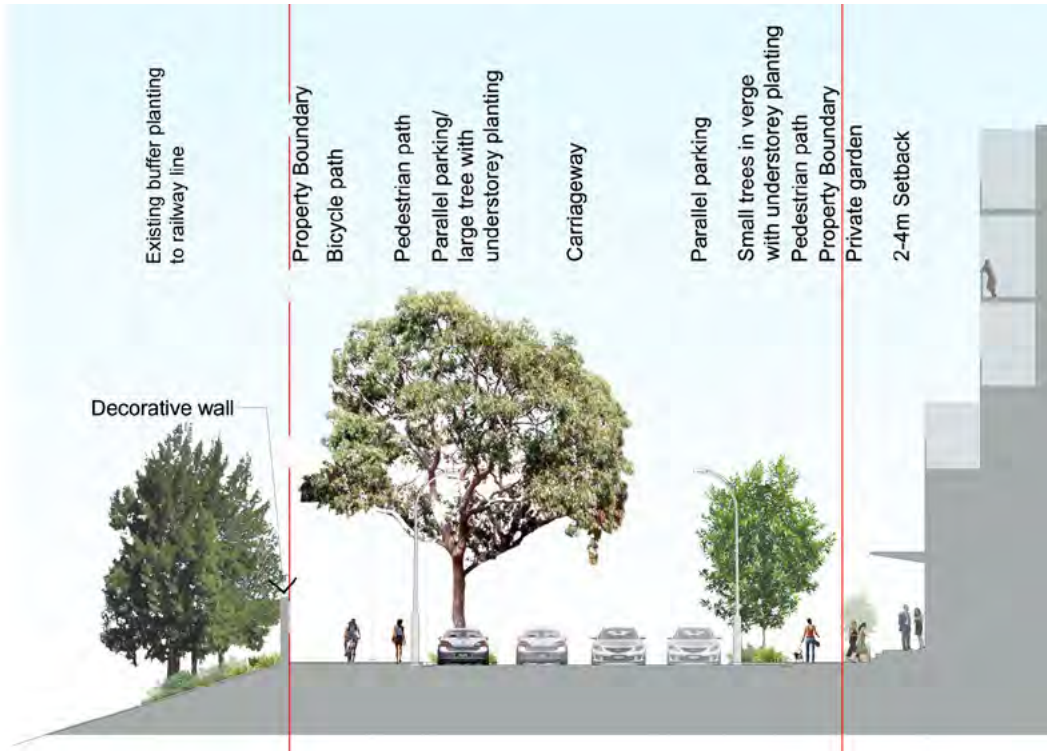 Existing buffer planting
to railway line
Property Boundary
Bicycle path
Pedestrian path
Parallel parking/
large tree with
understorey planting
Carriageway
Parallel parking
Small trees in verge
with understorey planting
Pedestrian path
Property Boundary
Private garden
2-4m Setback
Decorative wall